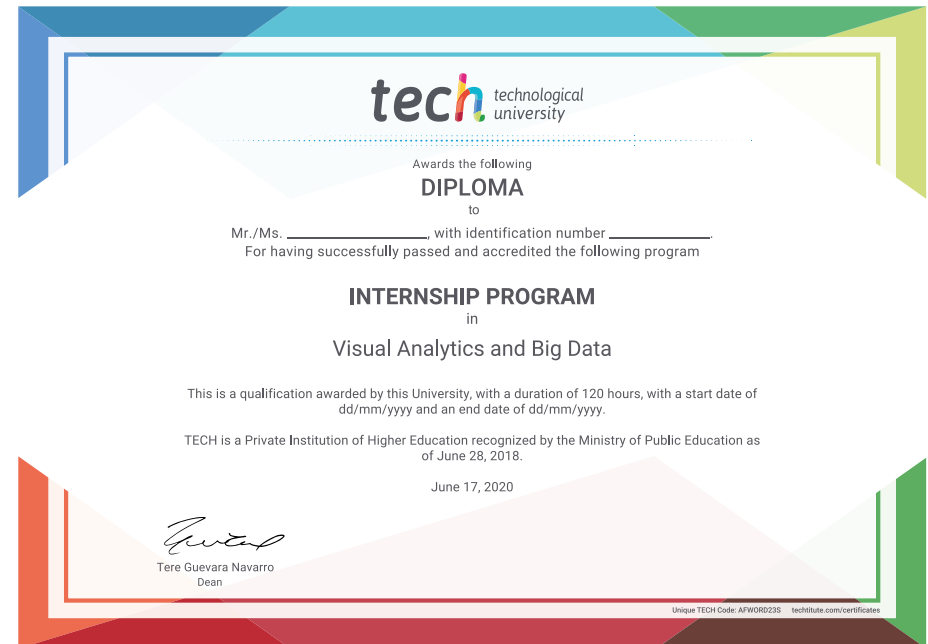 tech technological
university
Awards the following
DIPLOMA
to
Mr./Ms. ____________________, with identification number ______________.
For having successfully passed and accredited the following program
INTERNSHIP PROGRAM
in
Visual Analytics and Big Data
This is a qualification awarded by this University, with a duration of 120 hours, with a start date of
dd/mm/yyyy and an end date of dd/mm/yyyy.
TECH is a Private Institution of Higher Education recognized by the Ministry of Public Education as
of June 28, 2018.
June 17, 2020
Tere Guevara Navarro
Dean
Unique TECH Code: AFWORD23S techtitute.com/certificates